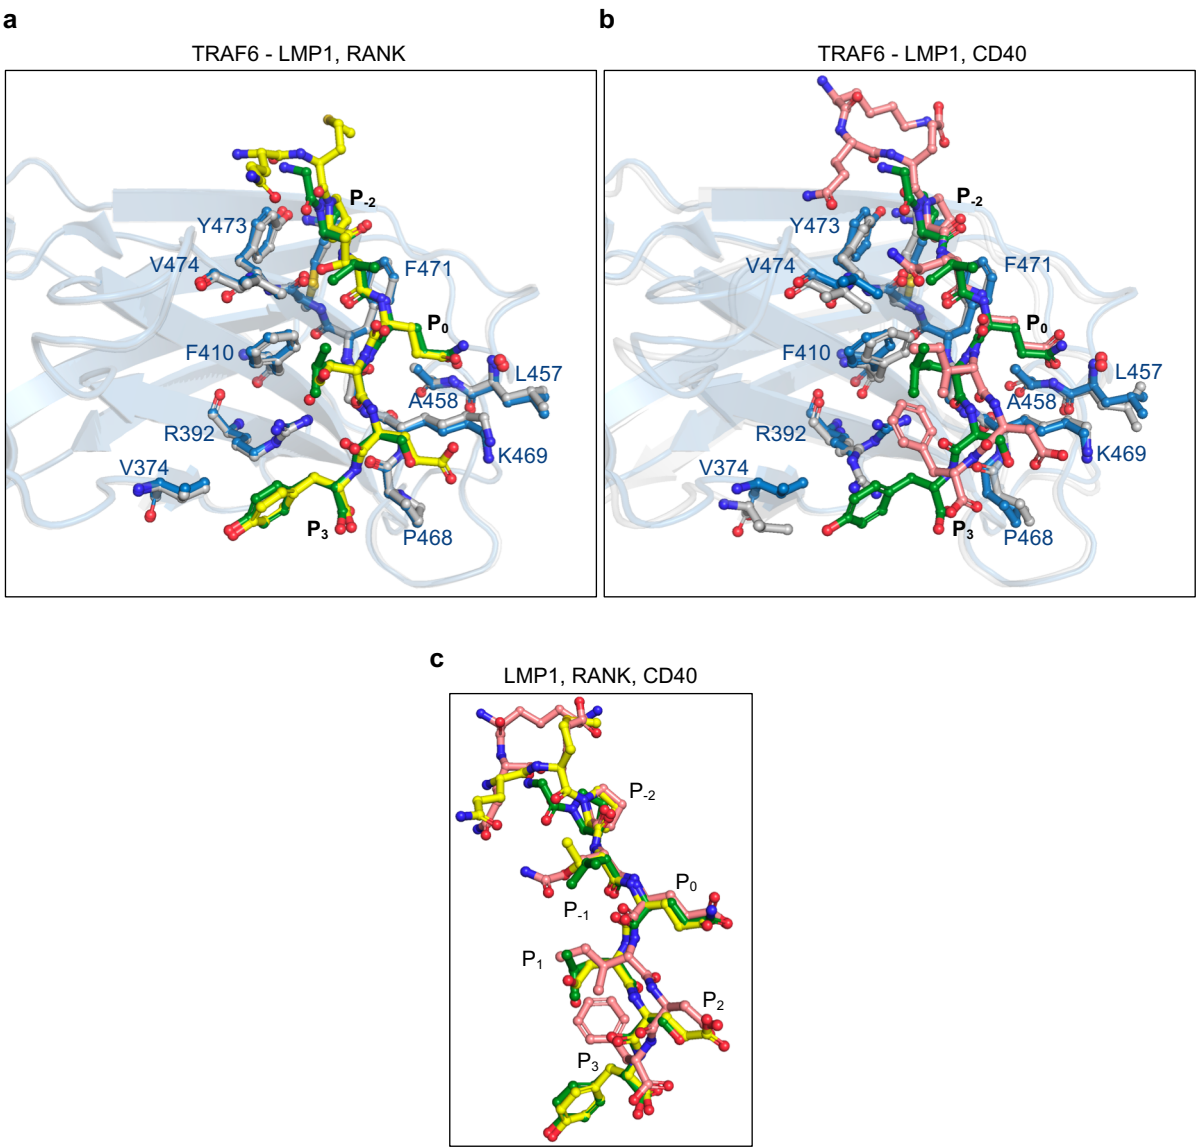 a
TRAF6 - LMP1, RANK
P-2
Y473
V474
F471
P0
F410
L457
A458
R392
K469
V374
P3
P468
b
TRAF6 - LMP1, CD40
P-2
Y473
V474
F471
P0
F410
L457
A458
R392
K469
V374
P3
P468
c
LMP1, RANK, CD40
P-2
P0
P-1
P1
P2
P3